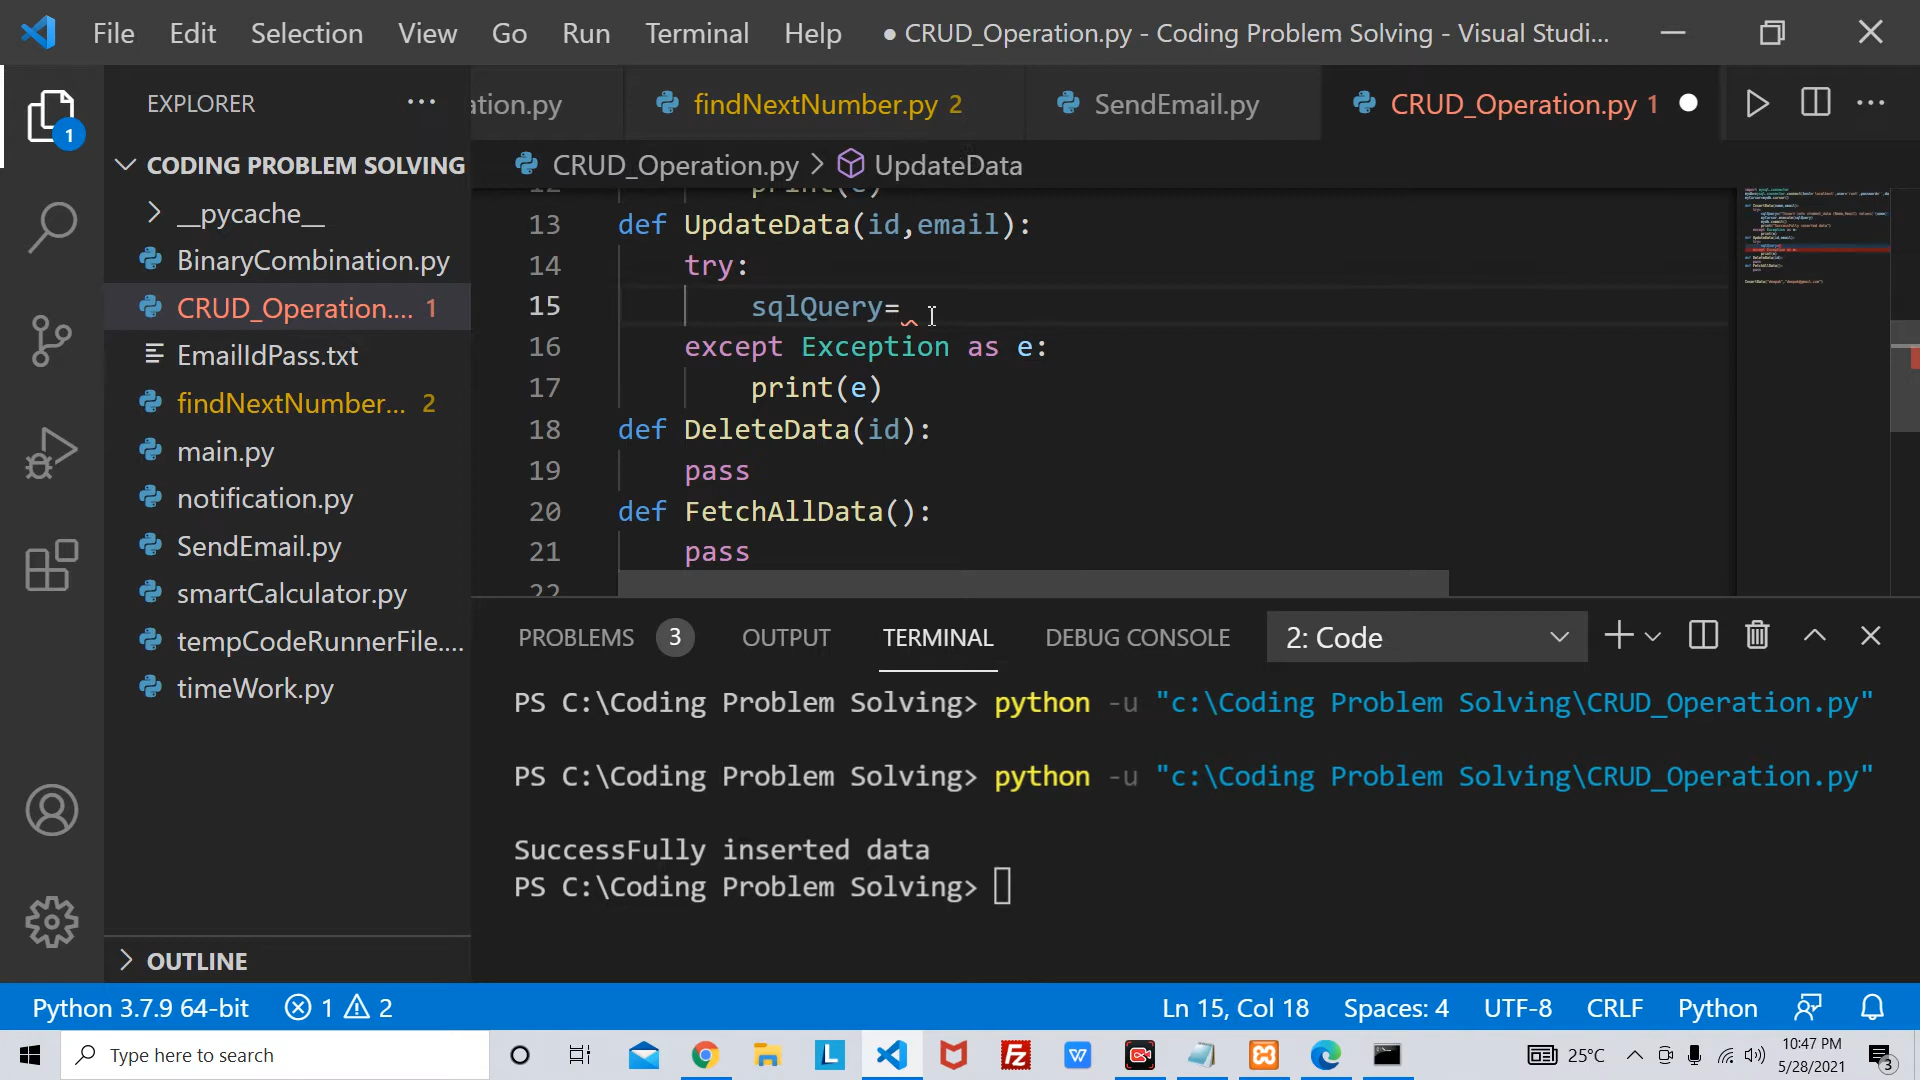 File Edit Selection View Go Run Terminal Help ● CRUD_Operation.py - Coding Problem Solving - Visual Studi...
EXPLORER ...
ation.py findNextNumber.py 2 SendEmail.py CRUD_Operation.py 1
CODING PROBLEM SOLVING
CRUD_Operation.py > UpdateData
__pycache__
BinaryCombination.py
CRUD_Operation.... 1
EmailIdPass.txt
findNextNumber... 2
main.py
notification.py
SendEmail.py
smartCalculator.py
tempCodeRunnerFile....
timeWork.py
OUTLINE
12 print(e)
13 def UpdateData(id,email):
14 try:
15 sqlQuery=
16 except Exception as e:
17 print(e)
18 def DeleteData(id):
19 pass
20 def FetchAllData():
21 pass
22
PROBLEMS 3 OUTPUT TERMINAL DEBUG CONSOLE 2: Code
PS C:\Coding Problem Solving> python -u "c:\Coding Problem Solving\CRUD_Operation.py"
PS C:\Coding Problem Solving> python -u "c:\Coding Problem Solving\CRUD_Operation.py"
SuccessFully inserted data
PS C:\Coding Problem Solving>
Python 3.7.9 64-bit 1 2 Ln 15, Col 18 Spaces: 4 UTF-8 CRLF Python
Type here to search 25°C 10:47 PM
5/28/2021 3